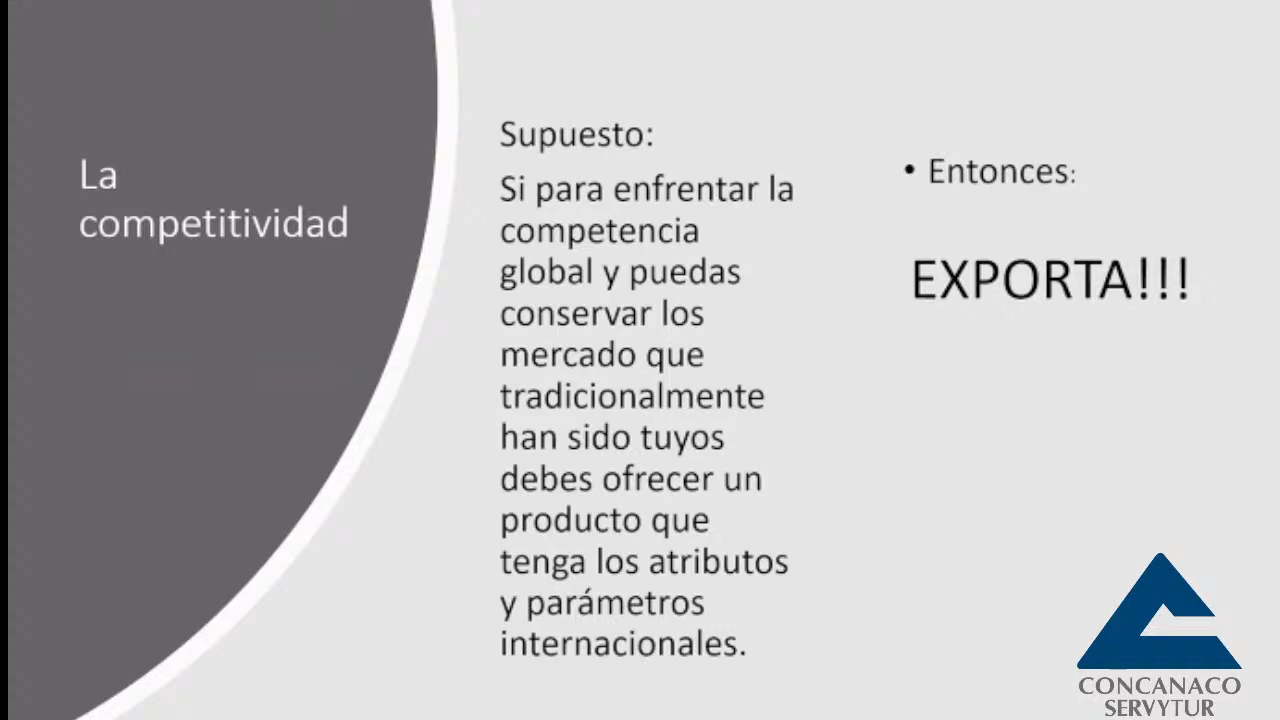 La
competitividad
Supuesto:
Si para enfrentar la
competencia
global y puedas
conservar los
mercado que
tradicionalmente
han sido tuyos
debes ofrecer un
producto que
tenga los atributos
y parámetros
internacionales.
• Entonces:
EXPORTA!!!
CONCANACO
SERVYTUR